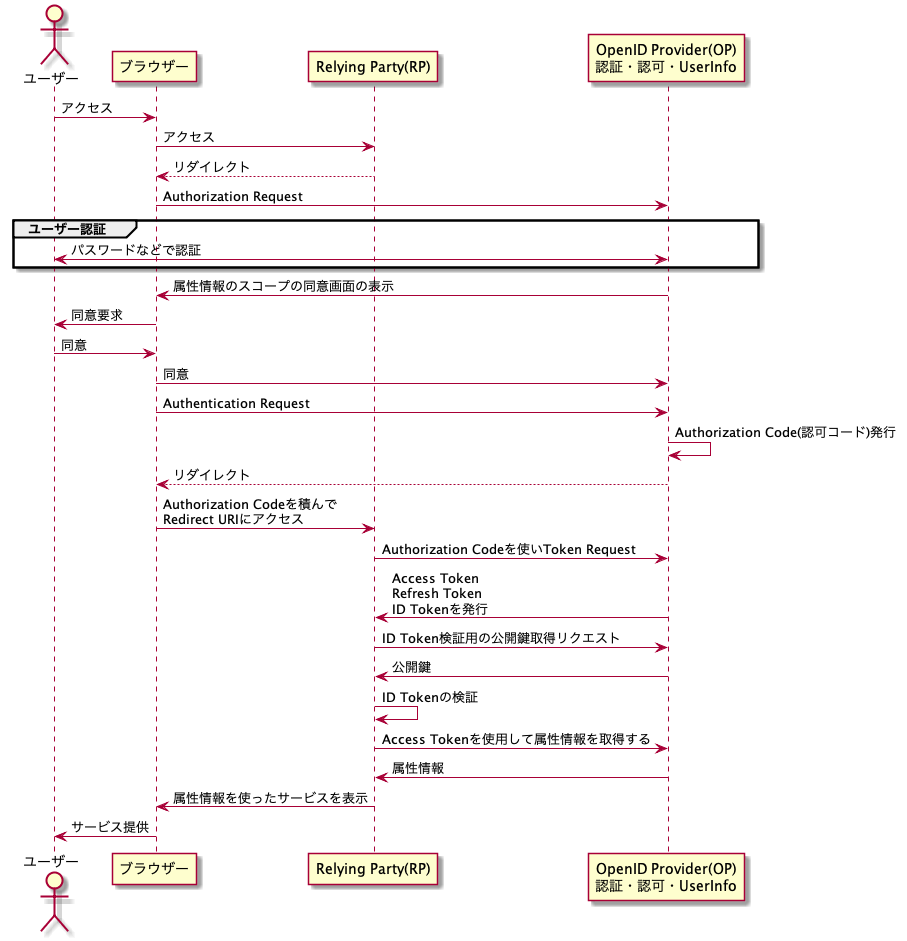 ユーザー
ブラウザー
Relying Party(RP)
OpenID Provider(OP)
認証・認可・UserInfo
アクセス
アクセス
リダイレクト
Authorization Request
ユーザー認証
パスワードなどで認証
属性情報のスコープの同意画面の表示
同意要求
同意
同意
Authentication Request
Authorization Code(認可コード)発行
リダイレクト
Authorization Codeを積んで
Redirect URIにアクセス
Authorization Codeを使いToken Request
Access Token
Refresh Token
ID Tokenを発行
ID Token検証用の公開鍵取得リクエスト
公開鍵
ID Tokenの検証
Access Tokenを使用して属性情報を取得する
属性情報
属性情報を使ったサービスを表示
サービス提供
ユーザー
ブラウザー
Relying Party(RP)
OpenID Provider(OP)
認証・認可・UserInfo